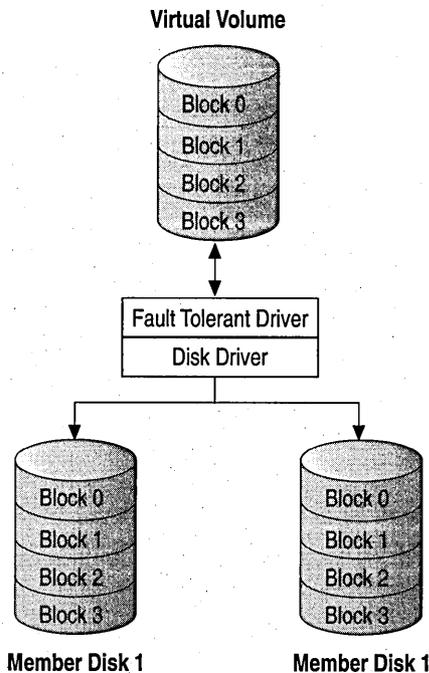 Virtual Volume
Block 0
Block 1
Block 2
Block 3
Fault Tolerant Driver
Disk Driver
Block 0
Block 1
Block 2
Block 3
Member Disk 1
Block 0
Block 1
Block 2
Block 3
Member Disk 1